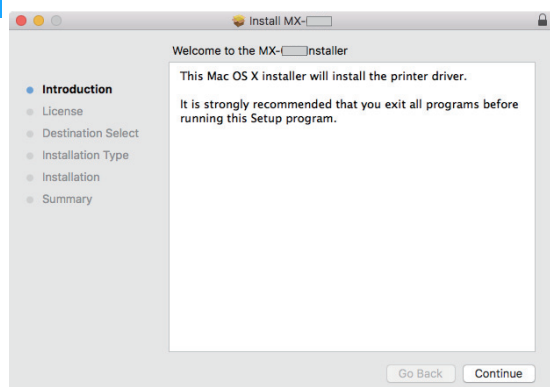 Install MX-
Welcome to the MX- nstaller
Introduction
License
Destination Select
Installation Type
Installation
Summary
This Mac OS X installer will install the printer driver.
It is strongly recommended that you exit all programs before
running this Setup program.
Go Back
Continue